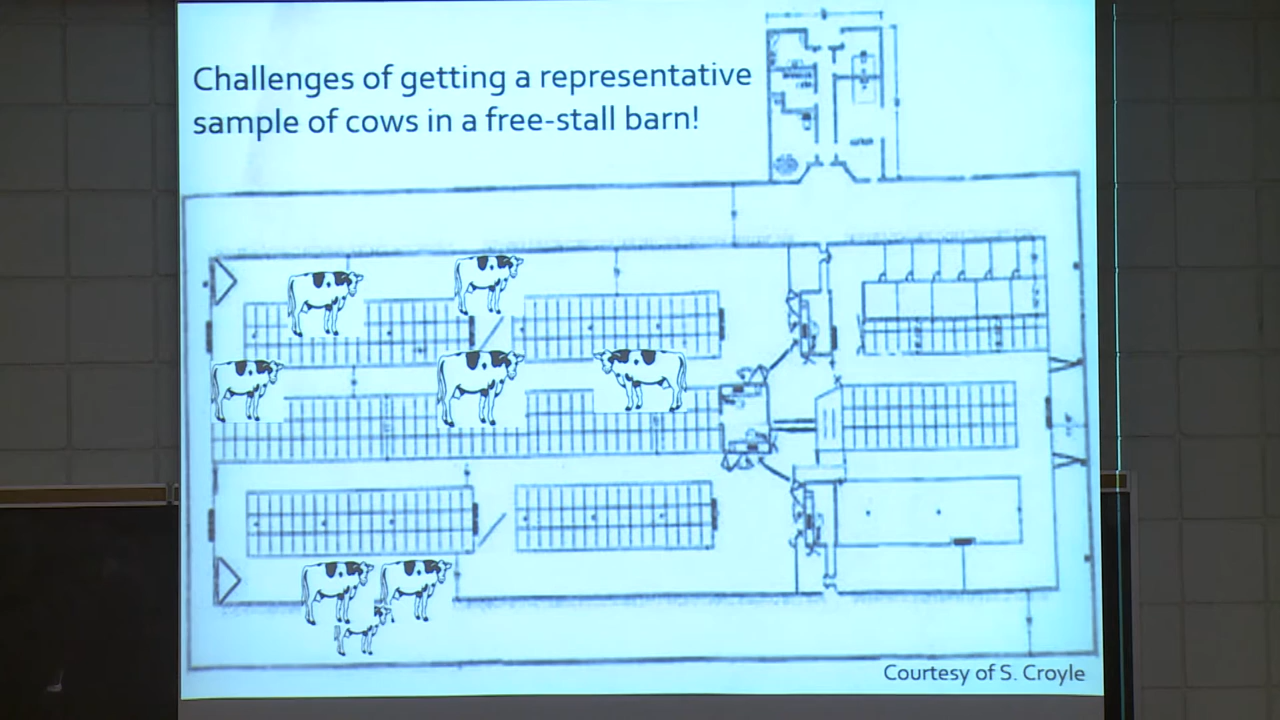 Challenges of getting a representative
sample of cows in a free-stall barn!
Courtesy of S. Croyle